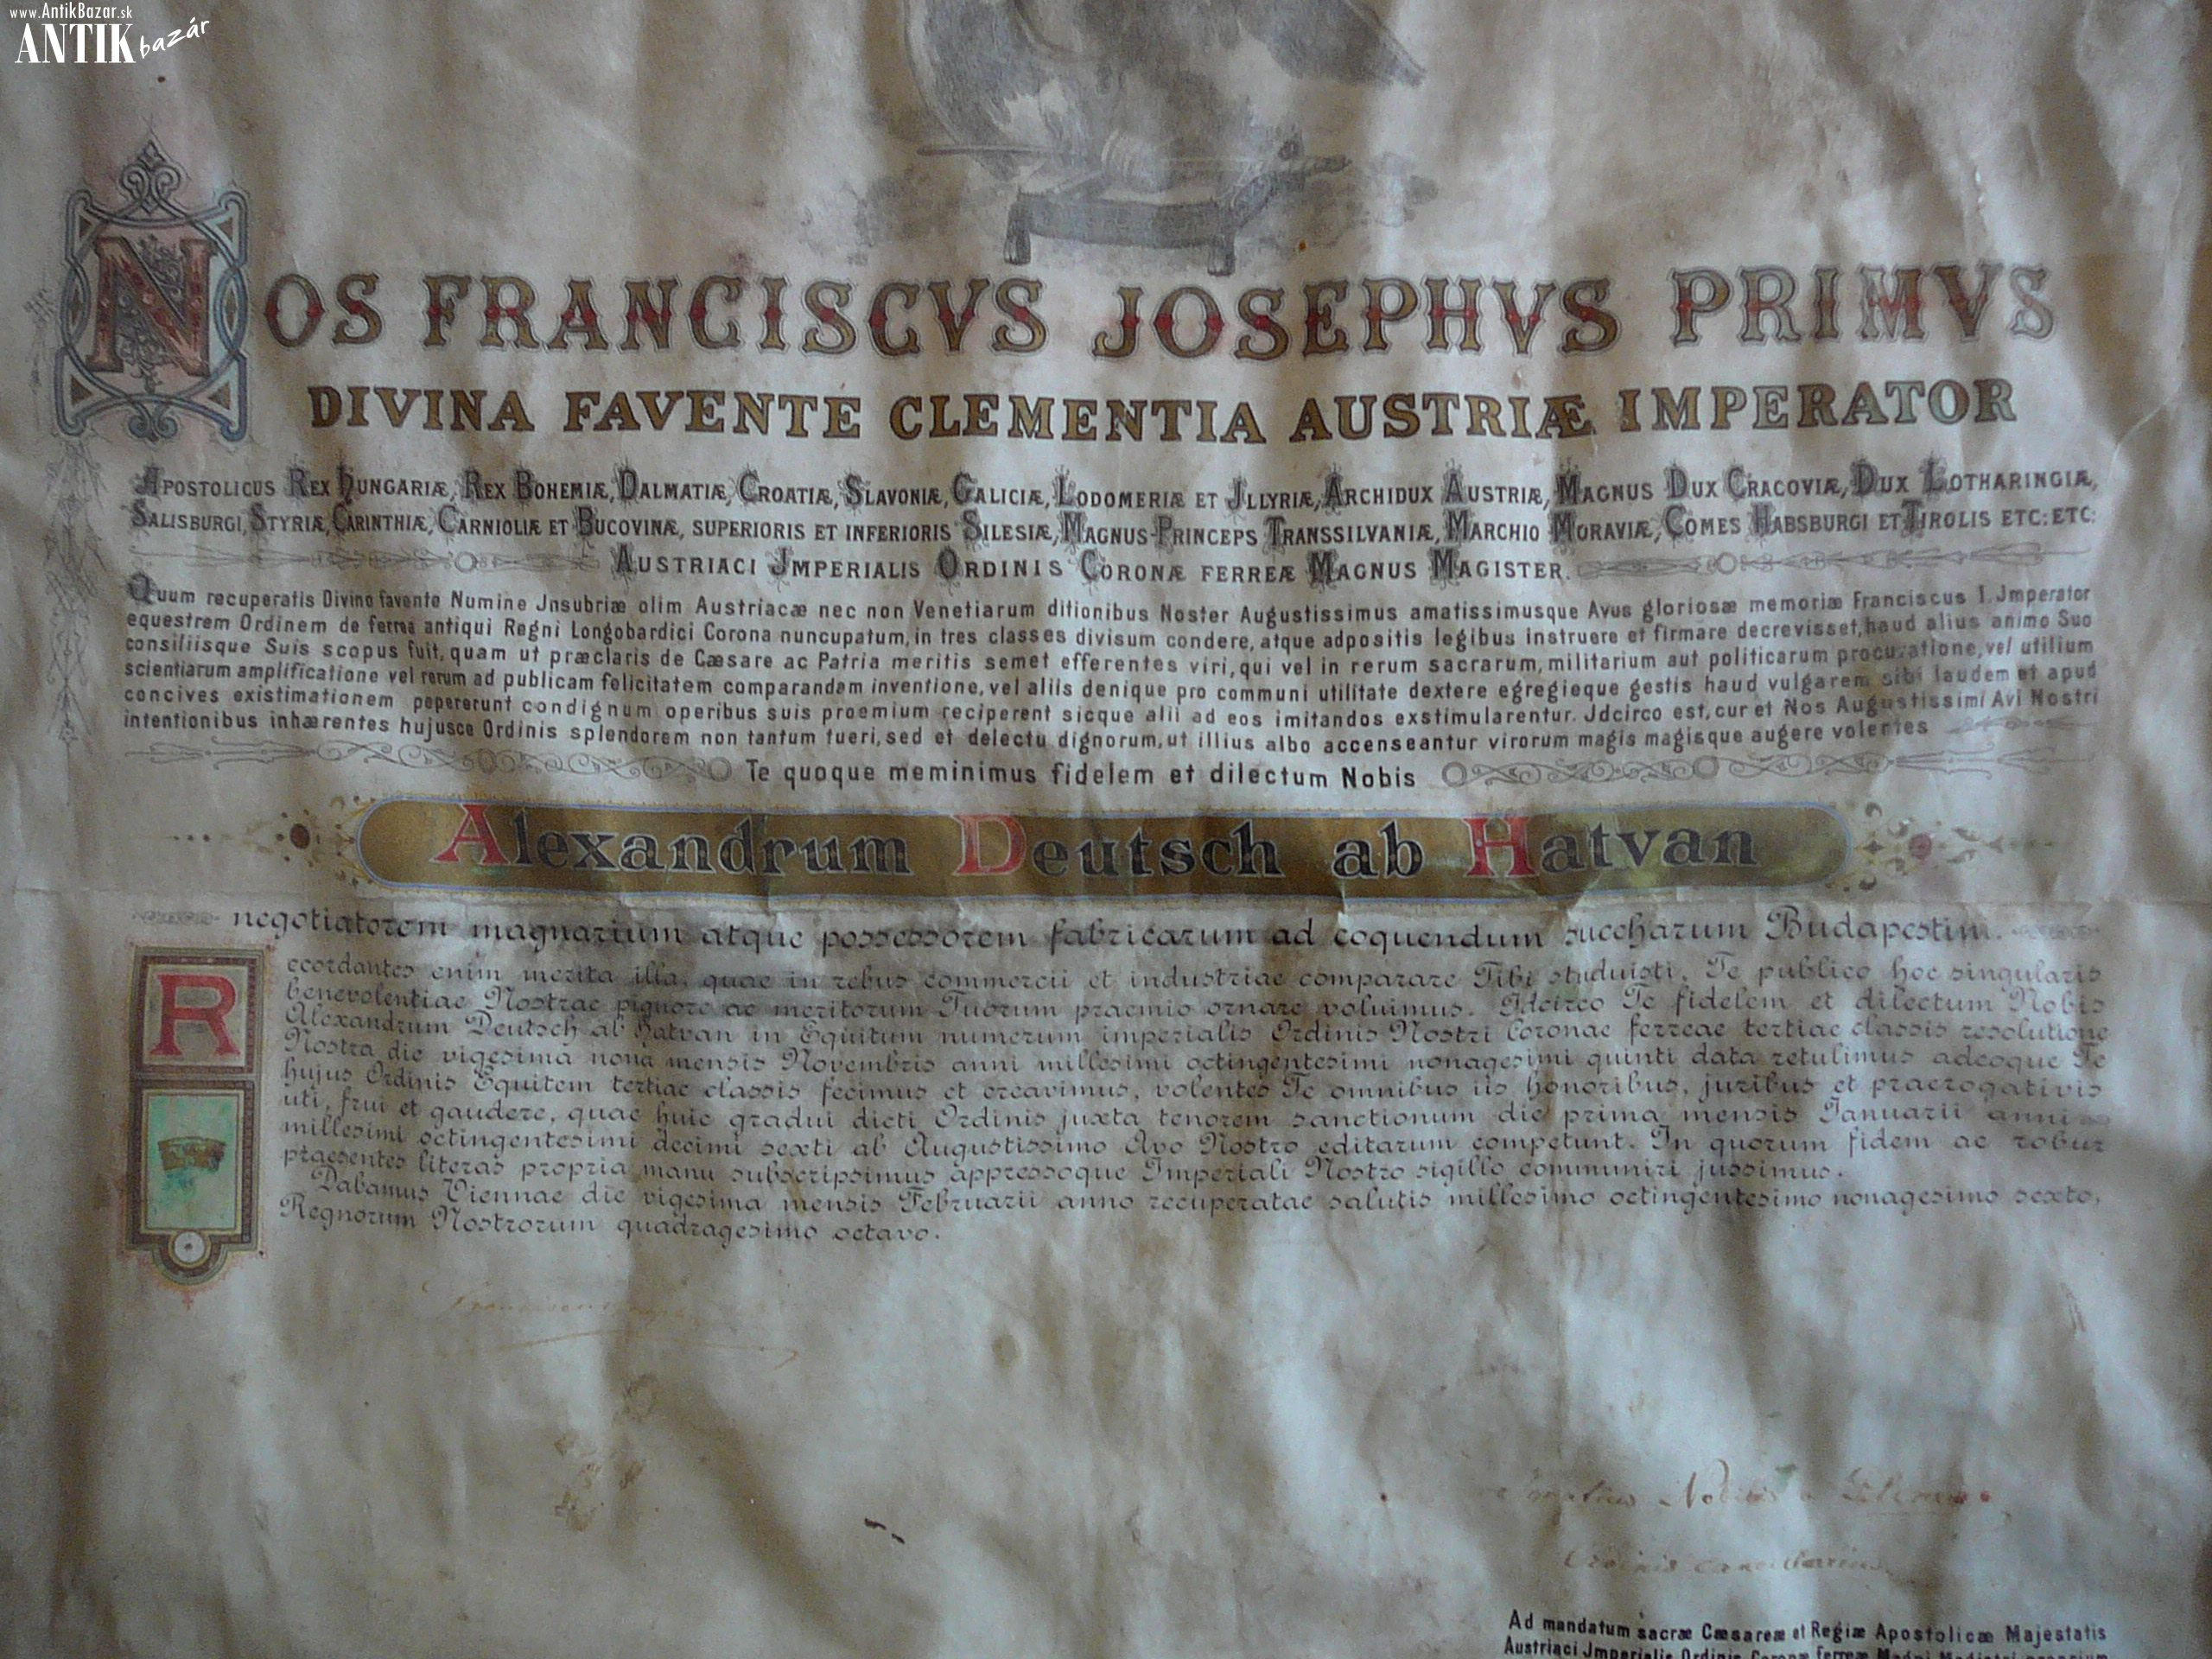 www.AntikBazar.sk
ANTIK bazár
NOS FRANCISCVS JOSEPHVS PRIMVS
DIVINA FAVENTE CLEMENTIA AUSTRIÆ IMPERATOR
APOSTOLICUS REX HUNGARIÆ, REX BOHEMIÆ, DALMATIÆ, CROATIÆ, SLAVONIÆ, GALICIÆ, LODOMERIÆ ET JLLYRIÆ, ARCHIDUX AUSTRIÆ, MAGNUS DUX CRACOVIÆ, DUX LOTHARINGIÆ,
SALISBURGI, STYRIÆ, CARINTHIÆ, CARNIOLIÆ ET BUCOVINÆ, SUPERIORIS ET INFERIORIS SILESIÆ, MAGNUS PRINCEPS TRANSSILVANIÆ, MARCHIO MORAVIÆ, COMES HABSBURGI ET TIROLIS ETC: ETC:
AUSTRIACI JMPERIALIS ORDINIS CORONÆ FERREÆ MAGNUS MAGISTER.
Quum recuperatis Divino favente Numine Jnsubriæ olim Austriacæ nec non Venetiarum ditionibus Noster Augustissimus amatissimusque Avus gloriosæ memoriæ Franciscus I. Jmperator
equestrem Ordinem de ferrea antiqui Regni Longobardici Corona nuncupatum, in tres classes divisum condere, atque adpositis legibus instruere et firmare decrevisset, haud alius animo Suo
consiliisque Suis scopus fuit, quam ut præclaris de Cæsare ac Patria meritis semet efferentes viri, qui vel in rerum sacrarum, militarium aut politicarum procuratione, vel utilium
scientiarum amplificatione vel rerum ad publicam felicitatem comparandam inventione, vel aliis denique pro communi utilitate dextere egregieque gestis haud vulgarem sibi laudem et apud
concives existimationem pepererunt condignum operibus suis præmium reciperent sicque alii ad eos imitandos exstimularentur. Jdcirco est, cur et Nos Augustissimi Avi Nostri
intentionibus inhærentes hujusce Ordinis splendorem non tantum tueri, sed et delectu dignorum, ut illius albo accenseantur virorum magis magisque augere volentes
Te quoque meminimus fidelem et dilectum Nobis
Alexandrum Deutsch ab Hatvan
negotiatorem magnarium atque possessorem fabricarum ad coquendum succharum Budapestin.
Recordantes enim merita illa, quae in rebus commercii et industriae comparare Tibi studuisti, Te publico hoc singularis
benevolentiae Nostrae pignore ac meritorum Tuorum praemio ornare voluimus. Idcirco Te fidelem et dilectum Nobis
Alexandrum Deutsch ab Hatvan in Equitum numerum imperialis Ordinis Nostri Coronae ferreae tertiae classis resolutione
Nostra die vigesima nona mensis Novembris anni millesimi octingentesimi nonagesimi quinti data retulimus adeoque Te
hujus Ordinis Equitem tertiae classis fecimus et creavimus, volentes Te omnibus iis honoribus, juribus et praerogativis
uti, frui et gaudere, quae huic gradui dicti Ordinis juxta tenorem sanctionum die prima mensis Januarii anni
millesimi octingentesimi decimi sexti ab Augustissimo Avo Nostro editarum competunt. In quorum fidem ac robur
praesentes literas propria manu subscripsimus appressoque Imperiali Nostro sigillo communiri jussimus.
Dabamus Viennae die vigesima mensis Februarii anno recuperatae salutis millesimo octingentesimo nonagesimo sexto,
Regnorum Nostrorum quadragesimo octavo.
Ordinis cancellarius
Ad mandatum sacræ Cæsareæ et Regiæ Apostolicæ Majestatis
Austriaci Jmperialis Ordinis Coronæ ferreæ Magni Magistri proprium